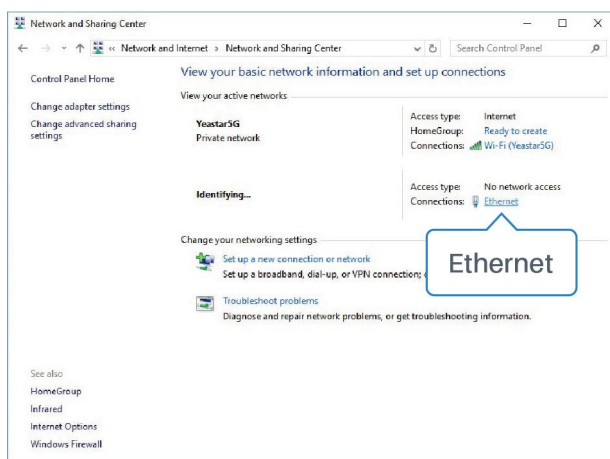 Network and Sharing Center
« Network and Internet › Network and Sharing Center
Search Control Panel
Control Panel Home
Change adapter settings
Change advanced sharing
settings
View your basic network information and set up connections
View your active networks
Yeastar5G
Private network
Access type: Internet
HomeGroup: Ready to create
Connections: Wi-Fi (Yeastar5G)
Identifying...
Access type: No network access
Connections: Ethernet
Ethernet
Change your networking settings
Set up a new connection or network
Set up a broadband, dial-up, or VPN connection;
Troubleshoot problems
Diagnose and repair network problems, or get troubleshooting information.
See also
HomeGroup
Infrared
Internet Options
Windows Firewall